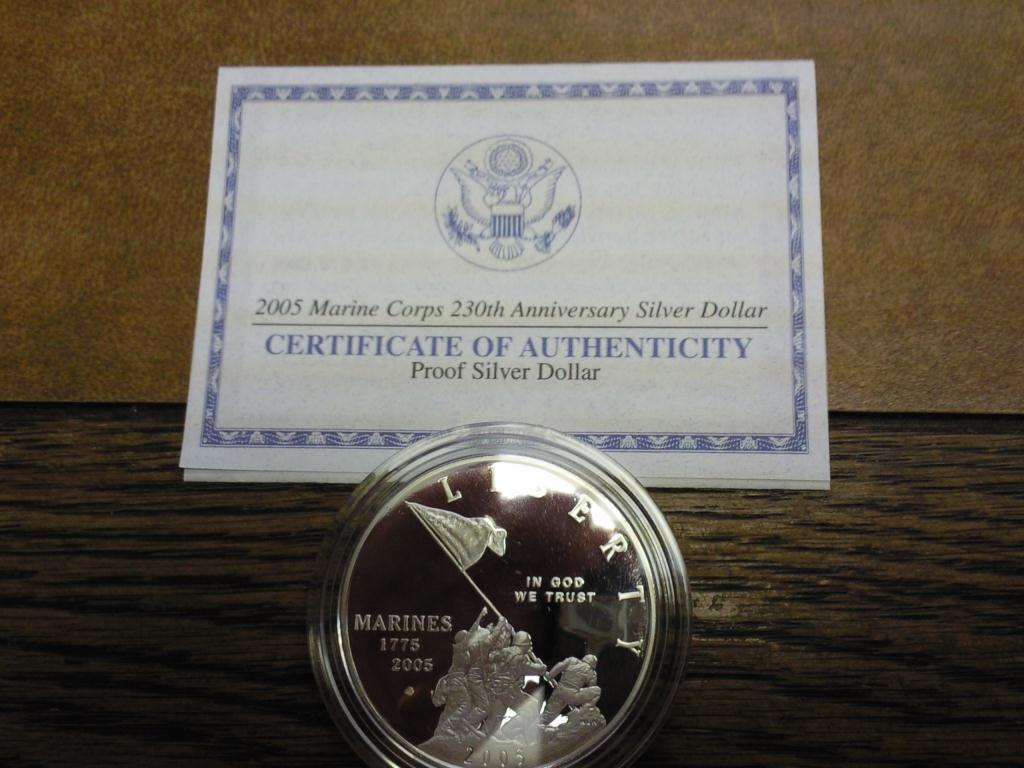 2005 Marine Corps 230th Anniversary Silver Dollar
CERTIFICATE OF AUTHENTICITY
Proof Silver Dollar
LIBERTY
IN GOD
WE TRUST
MARINES
1775
2005
2005